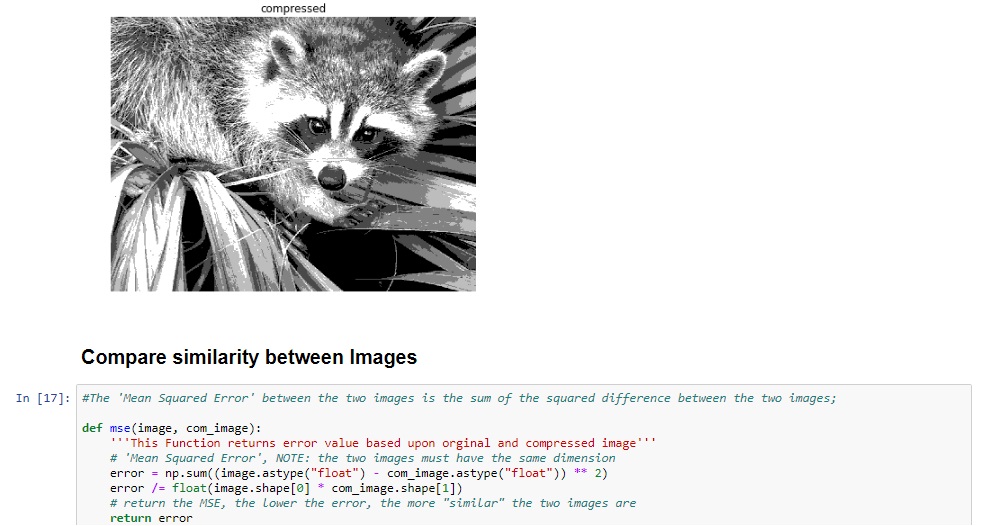 compressed
Compare similarity between Images
In [17]: #The 'Mean Squared Error' between the two images is the sum of the squared difference between the two images;
def mse(image, com_image):
'''This Function returns error value based upon orginal and compressed image'''
# 'Mean Squared Error', NOTE: the two images must have the same dimension
error = np.sum((image.astype("float") - com_image.astype("float")) ** 2)
error /= float(image.shape[0] * com_image.shape[1])
# return the MSE, the lower the error, the more "similar" the two images are
return error